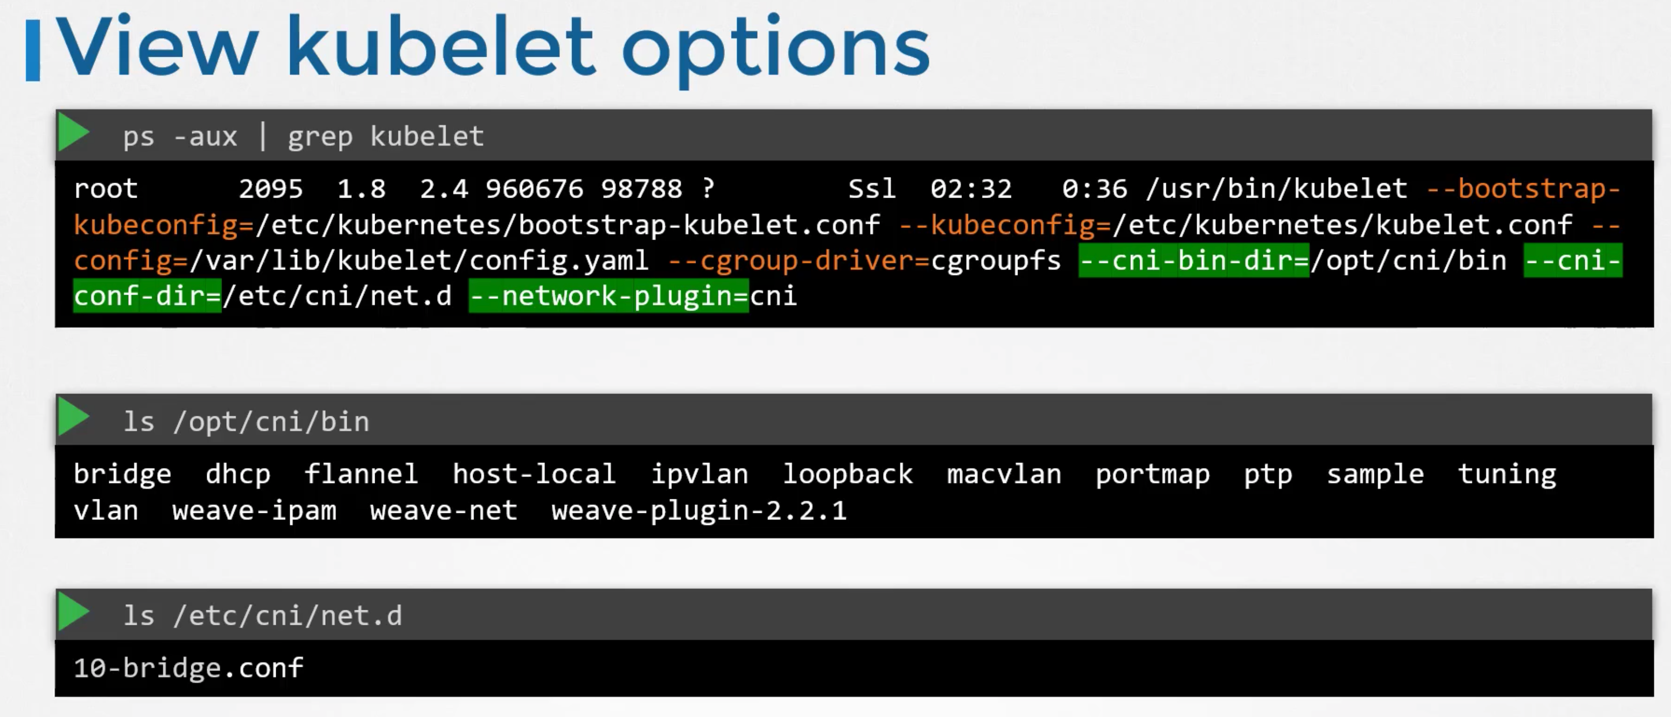 View kubelet options
ps -aux | grep kubelet
root      2095  1.8  2.4 960676 98788 ?        Ssl  02:32   0:36 /usr/bin/kubelet --bootstrap-
kubeconfig=/etc/kubernetes/bootstrap-kubelet.conf --kubeconfig=/etc/kubernetes/kubelet.conf --
config=/var/lib/kubelet/config.yaml --cgroup-driver=cgroupfs --cni-bin-dir=/opt/cni/bin --cni-
conf-dir=/etc/cni/net.d --network-plugin=cni
ls /opt/cni/bin
bridge  dhcp  flannel  host-local  ipvlan  loopback  macvlan  portmap  ptp  sample  tuning
vlan  weave-ipam  weave-net  weave-plugin-2.2.1
ls /etc/cni/net.d
10-bridge.conf